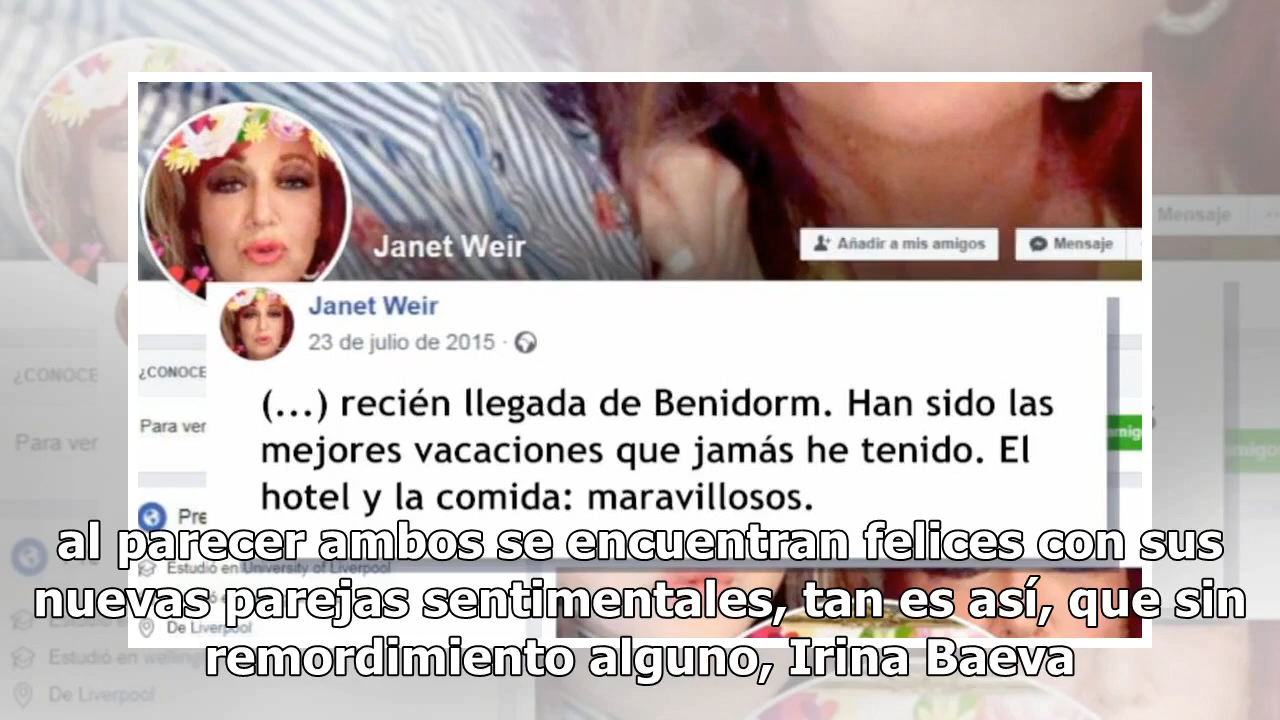 Janet Weir
Añadir a mis amigos
Mensaje
Mensaje
Janet Weir
23 de julio de 2015 ·
(...) recién llegada de Benidorm. Han sido las
mejores vacaciones que jamás he tenido. El
hotel y la comida: maravillosos.
¿CONOCE
¿CONOCE
Para ver
Para ver
Pre
al parecer ambos se encuentran felices con sus
Estudió en University of Liverpool
nuevas parejas sentimentales, tan es así, que sin
De Liverpool
remordimiento alguno, Irina Baeva
De Liverpool